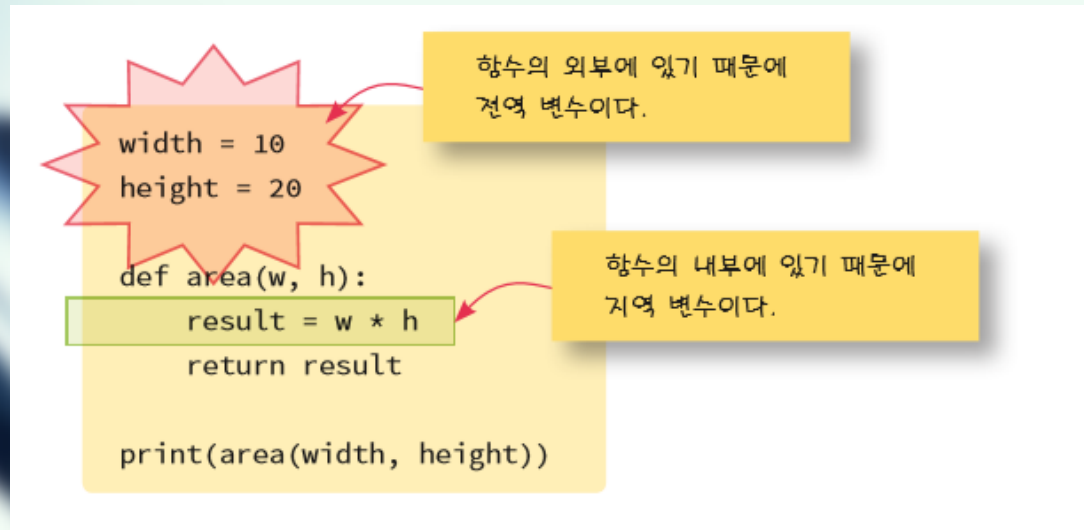 함수의 외부에 있기 때문에
전역 변수이다.
width = 10
height = 20
함수의 내부에 있기 때문에
지역 변수이다.
def area(w, h):
    result = w * h
    return result
print(area(width, height))